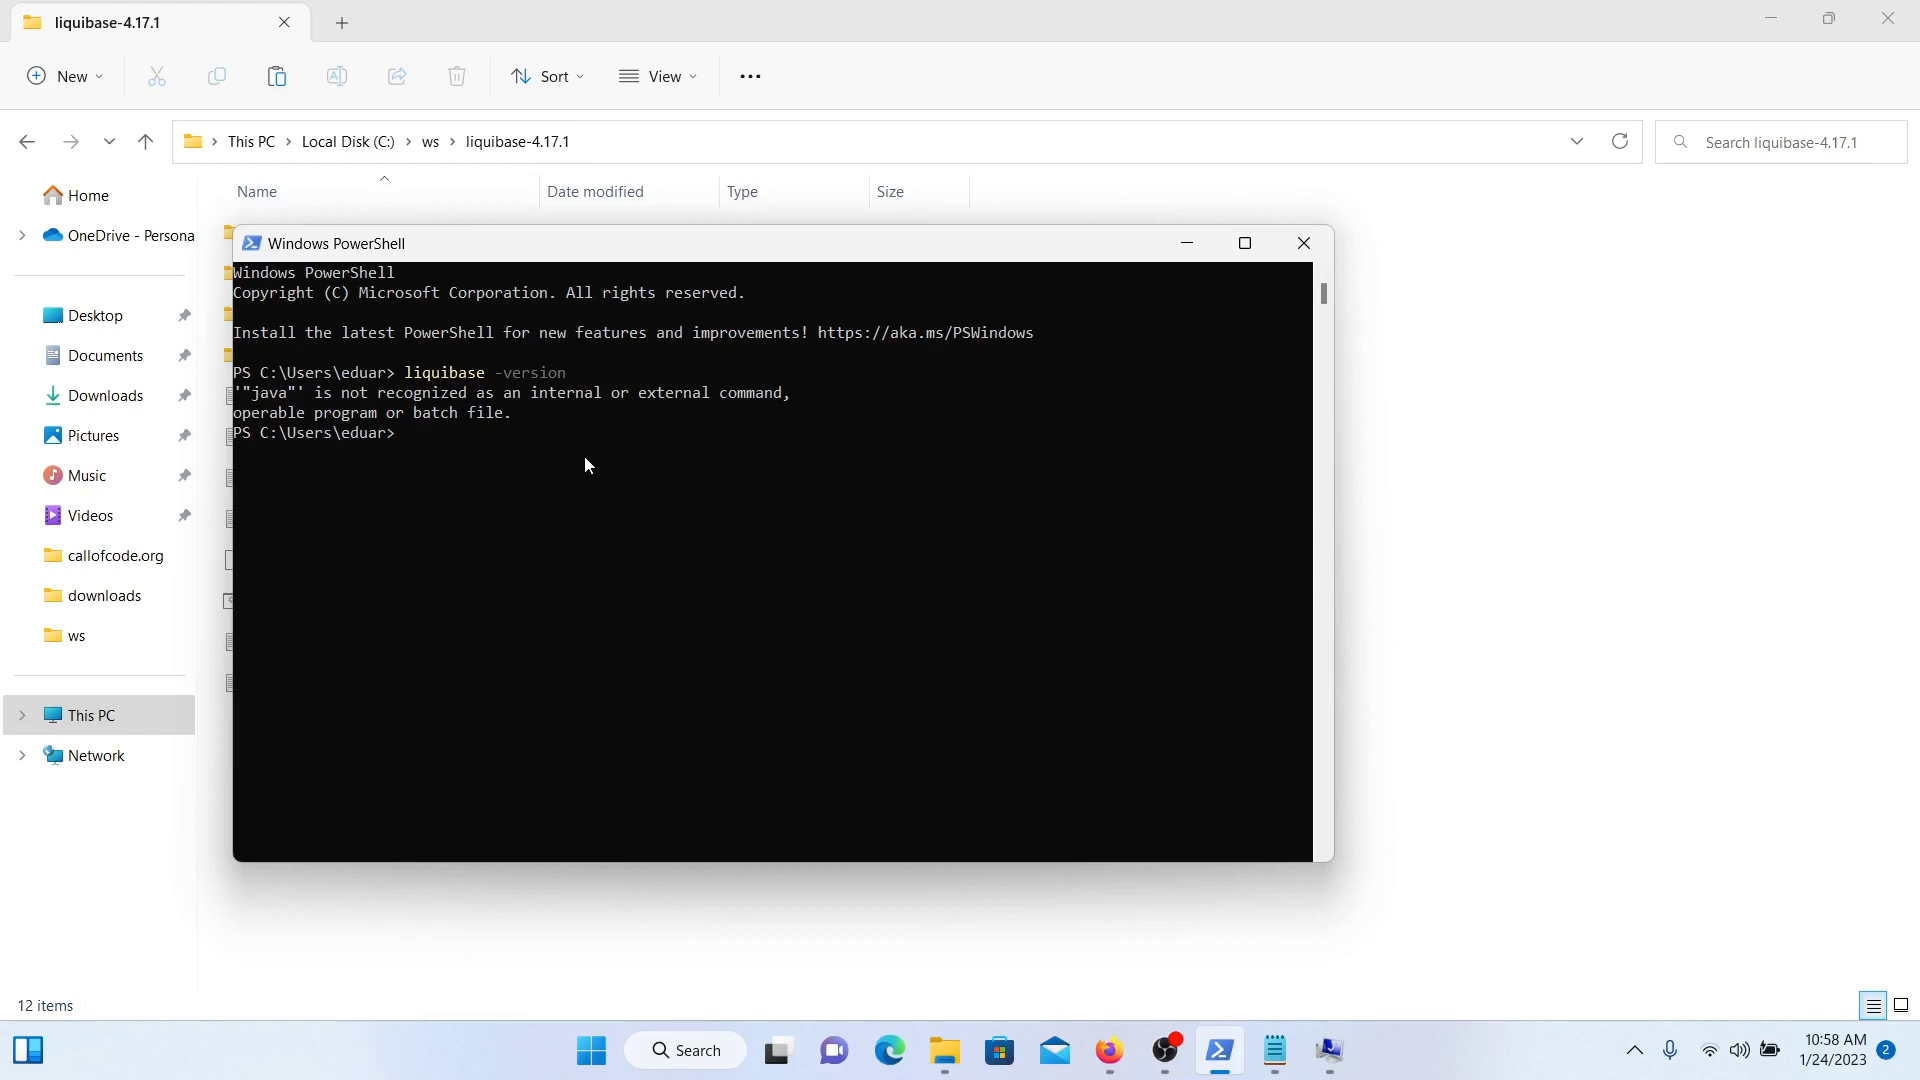 liquibase-4.17.1
New
Sort
View
This PC
Local Disk (C:)
ws
liquibase-4.17.1
Search liquibase-4.17.1
Name
Date modified
Type
Size
Home
OneDrive - Persona
Desktop
Documents
Downloads
Pictures
Music
Videos
callofcode.org
downloads
ws
This PC
Network
Windows PowerShell
Windows PowerShell
Copyright (C) Microsoft Corporation. All rights reserved.
Install the latest PowerShell for new features and improvements! https://aka.ms/PSWindows
PS C:\Users\eduar> liquibase -version
'"java"' is not recognized as an internal or external command,
operable program or batch file.
PS C:\Users\eduar>
12 items
Search
10:58 AM
1/24/2023
2